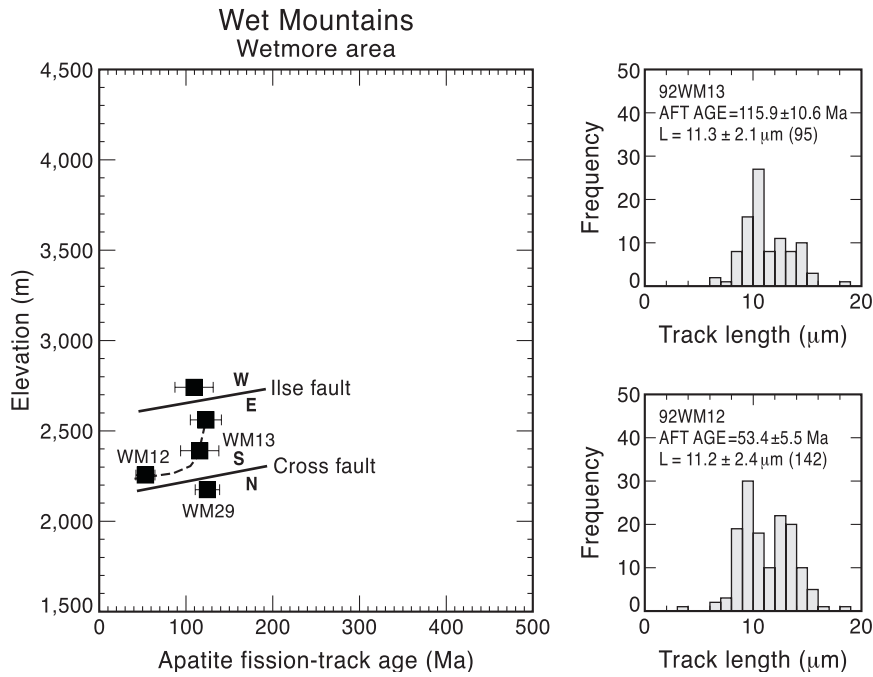 Wet Mountains
Wetmore area
4,500
4,000
3,500
3,000
2,500
2,000
1,500
Elevation (m)
W
Ilse fault
E
WM13
WM12
S
Cross fault
N
WM29
0 100 200 300 400 500
Apatite fission-track age (Ma)
50
40
30
20
10
0
Frequency
92WM13
AFT AGE=115.9±10.6 Ma
L = 11.3 ± 2.1 μm (95)
0 10 20
Track length (μm)
50
40
30
20
10
0
Frequency
92WM12
AFT AGE=53.4±5.5 Ma
L = 11.2 ± 2.4 μm (142)
0 10 20
Track length (μm)